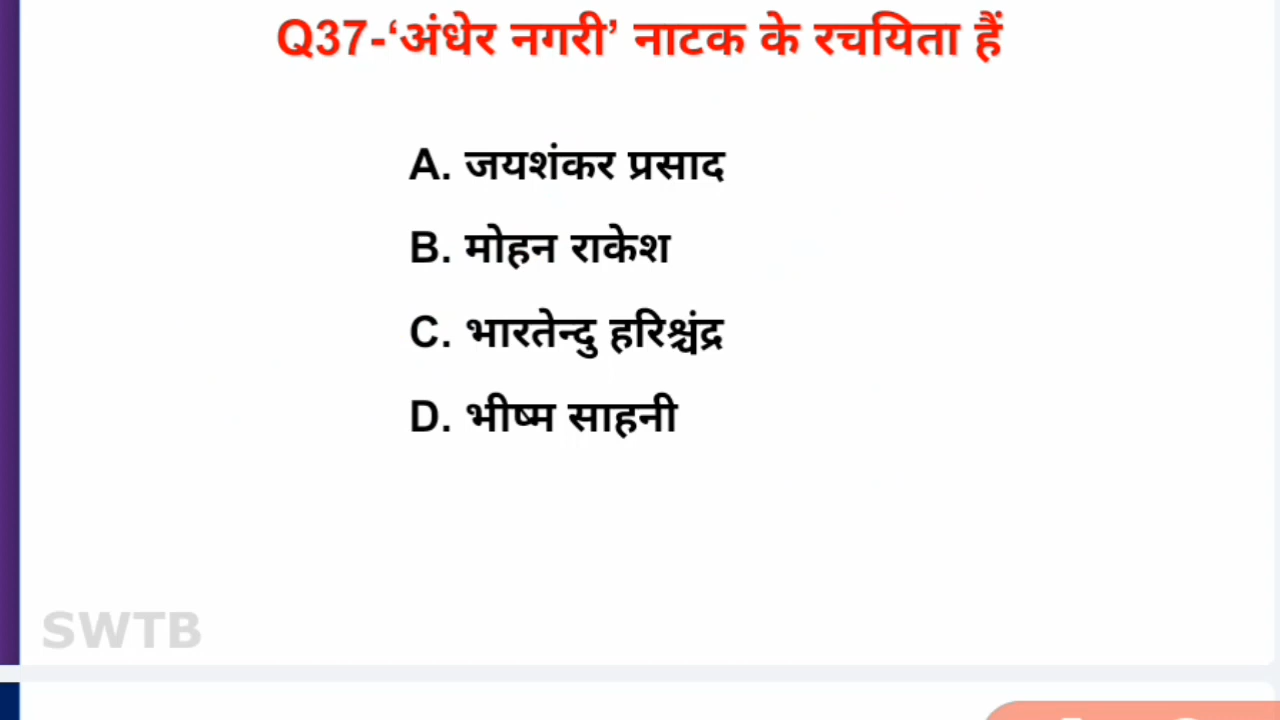 Q37-‘अंधेर नगरी’ नाटक के रचयिता हैं
A. जयशंकर प्रसाद
B. मोहन राकेश
C. भारतेन्दु हरिश्चंद्र
D. भीष्म साहनी
SWTB